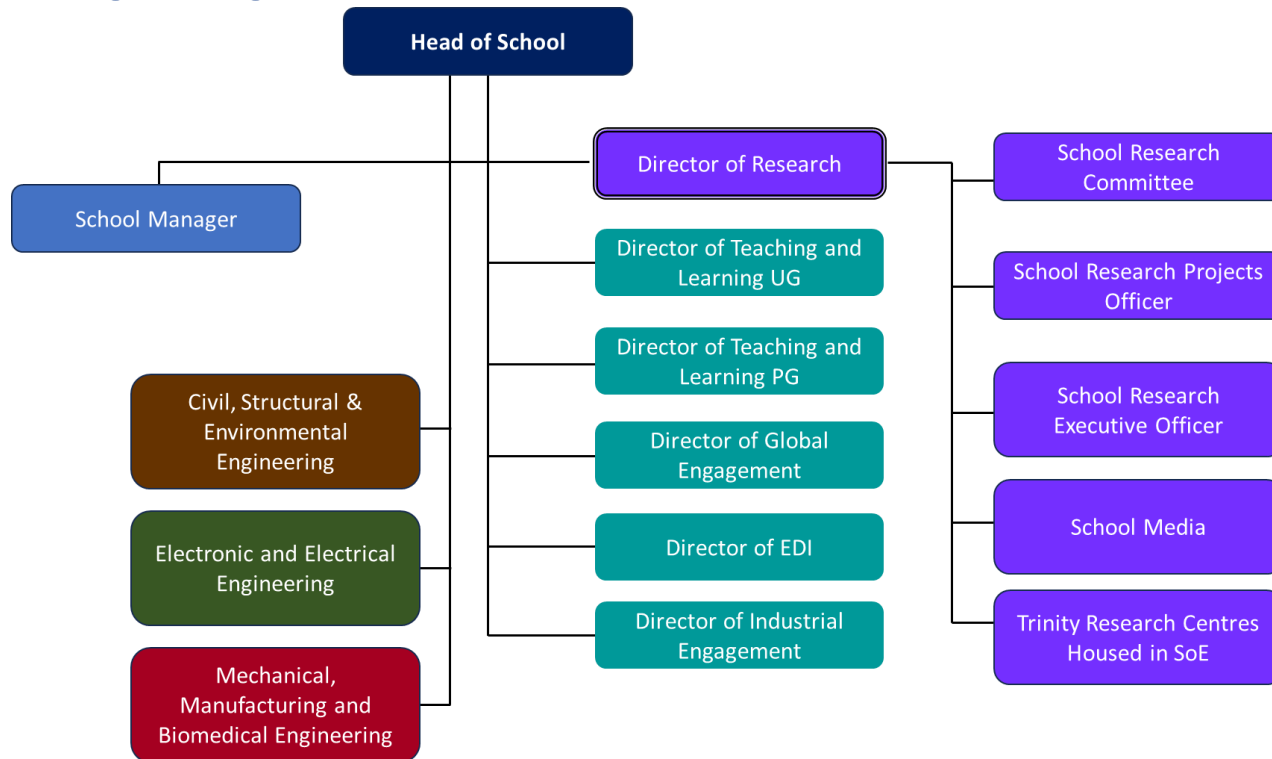 Head of School
Director of Research
School Manager
Director of Teaching and
Learning UG
Director of Teaching and
Learning PG
Director of Global
Engagement
Director of EDI
Director of Industrial
Engagement
Civil, Structural &
Environmental
Engineering
Electronic and Electrical
Engineering
Mechanical,
Manufacturing and
Biomedical Engineering
School Research
Committee
School Research Projects
Officer
School Research
Executive Officer
School Media
Trinity Research Centres
Housed in SoE